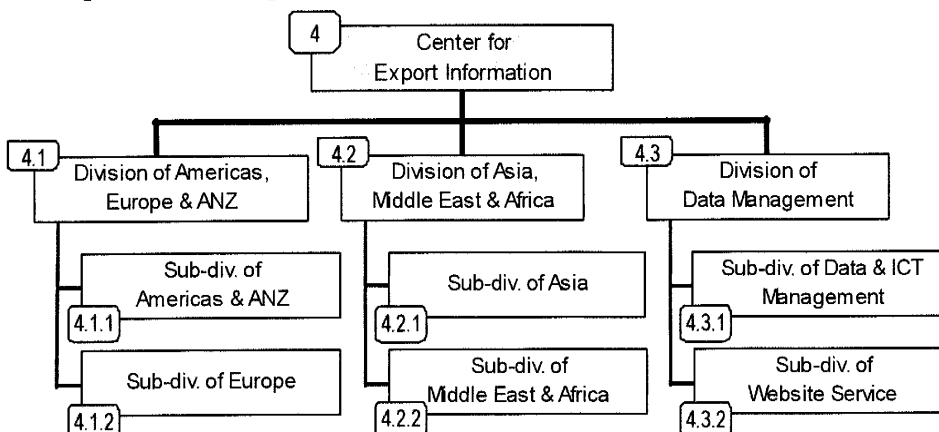 4
Center for
Export Information
4.1
Division of Americas,
Europe & ANZ
4.2
Division of Asia,
Middle East & Africa
4.3
Division of
Data Management
Sub-div. of
Americas & ANZ
4.1.1
Sub-div. of Asia
4.2.1
Sub-div. of Data & ICT
Management
4.3.1
Sub-div. of Europe
4.1.2
Sub-div. of
Middle East & Africa
4.2.2
Sub-div. of
Website Service
4.3.2